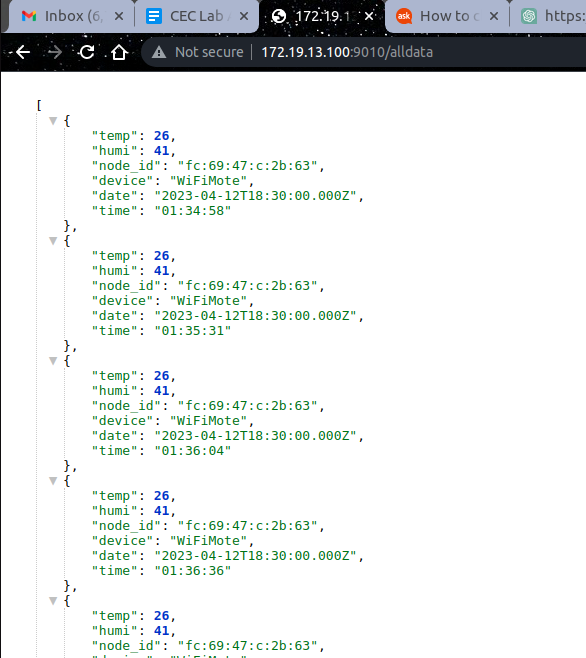 Inbox (6,
CEC Lab
172.19.1
ask
How to
https:
Not secure
172.19.13.100:9010/alldata
[
{
"temp": 26,
"humi": 41,
"node_id": "fc:69:47:c:2b:63",
"device": "WiFiMote",
"date": "2023-04-12T18:30:00.000Z",
"time": "01:34:58"
},
{
"temp": 26,
"humi": 41,
"node_id": "fc:69:47:c:2b:63",
"device": "WiFiMote",
"date": "2023-04-12T18:30:00.000Z",
"time": "01:35:31"
},
{
"temp": 26,
"humi": 41,
"node_id": "fc:69:47:c:2b:63",
"device": "WiFiMote",
"date": "2023-04-12T18:30:00.000Z",
"time": "01:36:04"
},
{
"temp": 26,
"humi": 41,
"node_id": "fc:69:47:c:2b:63",
"device": "WiFiMote",
"date": "2023-04-12T18:30:00.000Z",
"time": "01:36:36"
},
{
"temp": 26,
"humi": 41,
"node_id": "fc:69:47:c:2b:63",